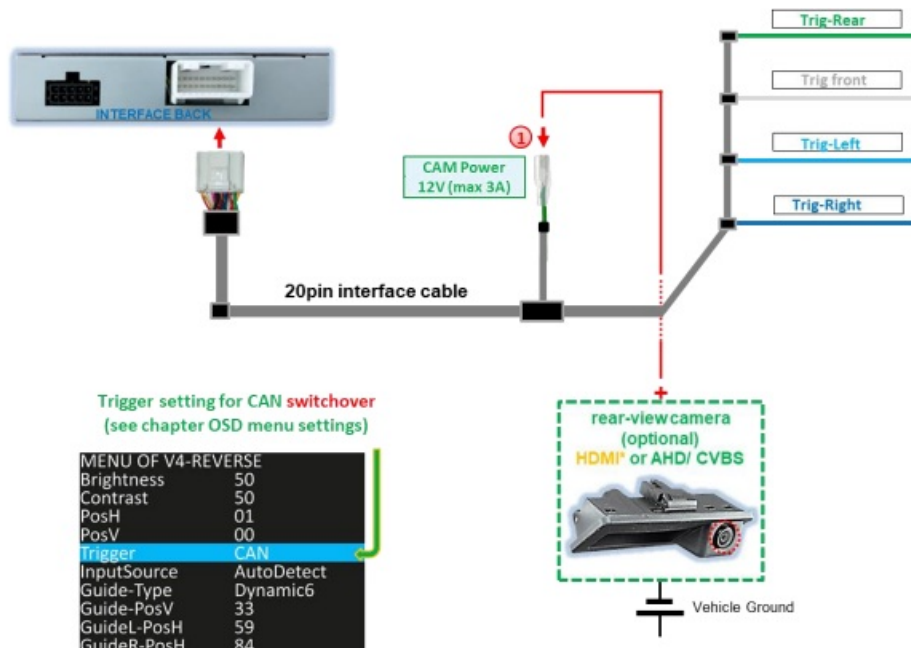 Trig-Rear
Trig front
Trig-Left
Trig-Right
INTERFACE BACK
1
CAM Power
12V (max 3A)
20pin interface cable
Trigger setting for CAN switchover
(see chapter OSD menu settings)
MENU OF V4-REVERSE
Brightness 50
Contrast 50
PosH 01
PosV 00
Trigger CAN
InputSource AutoDetect
Guide-Type Dynamic6
Guide-PosV 33
GuideL-PosH 59
GuideR-PosH 84
+
rear-view camera
(optional)
HDMI* or AHD/ CVBS
Vehicle Ground